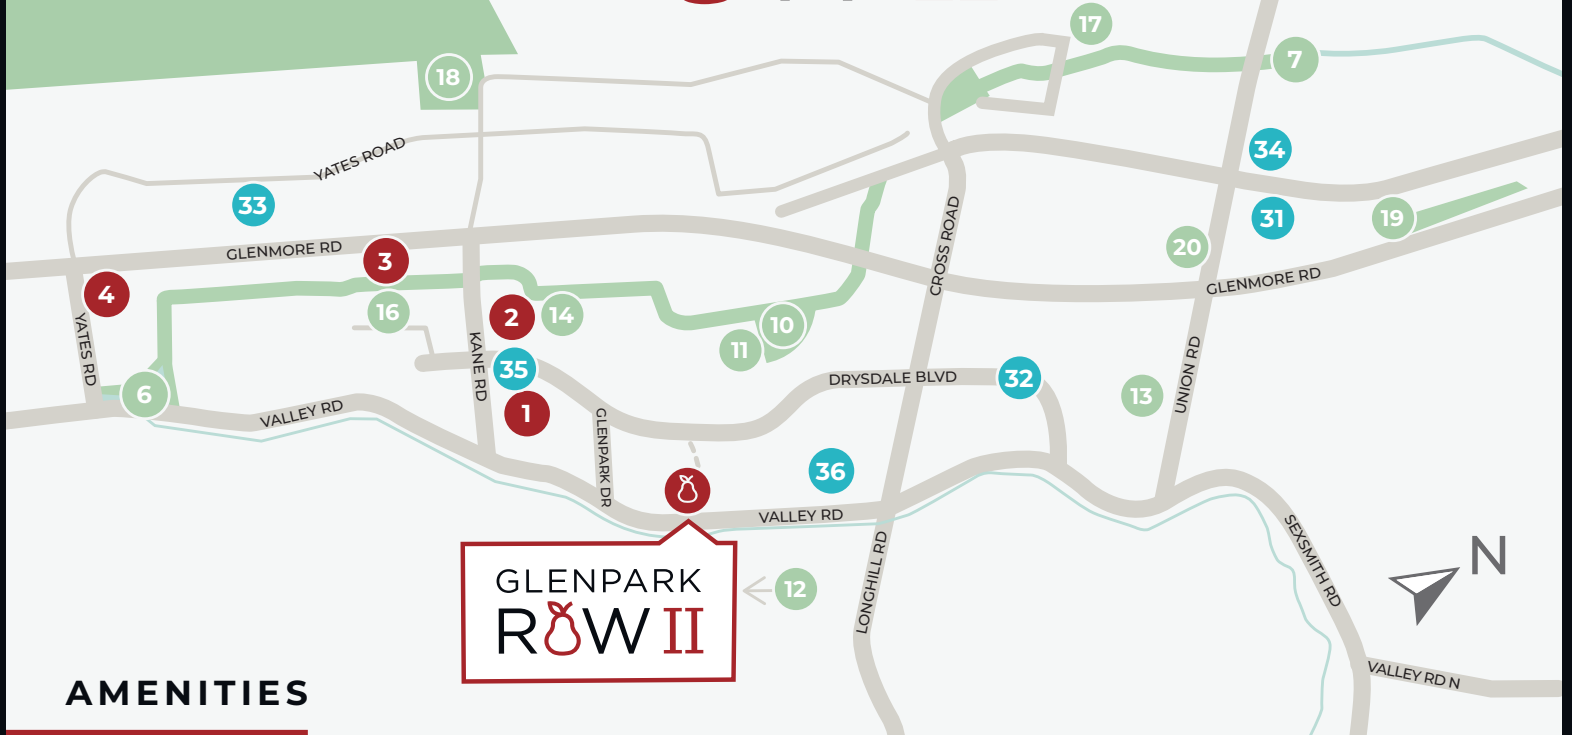 17
7
18
34
YATES ROAD
33
31
19
CROSS ROAD
20
GLENMORE RD
3
GLENMORE RD
4
16
2
14
10
YATES RD
KANE RD
11
35
DRYSDALE BLVD
32
UNION RD
6
13
VALLEY RD
1
GLENPARK DR
36
VALLEY RD
SEXSMITH RD
N
LONGHILL RD
GLENPARK
ROW II
12
VALLEY RD N
AMENITIES